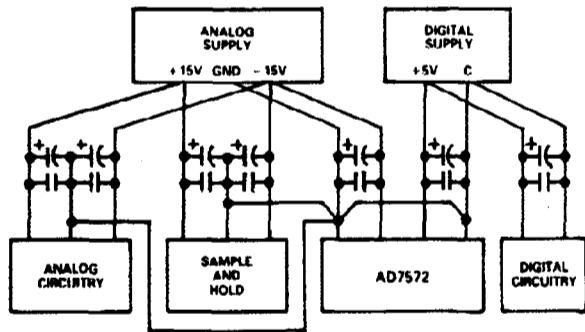 ANALOG
SUPPLY
+ 15V GND - 15V
DIGITAL
SUPPLY
+5V C
+ + + + + + +
ANALOG
CIRCUITRY
SAMPLE
AND
HOLD
AD7572
DIGITAL
CIRCUITRY